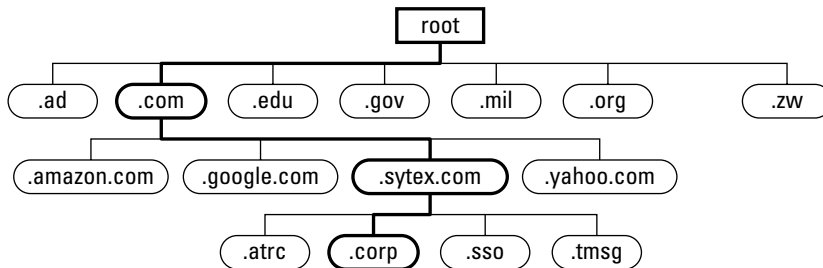 root
.ad .com .edu .gov .mil .org .zw
.amazon.com .google.com .sytex.com .yahoo.com
.atrc .corp .sso .tmsg